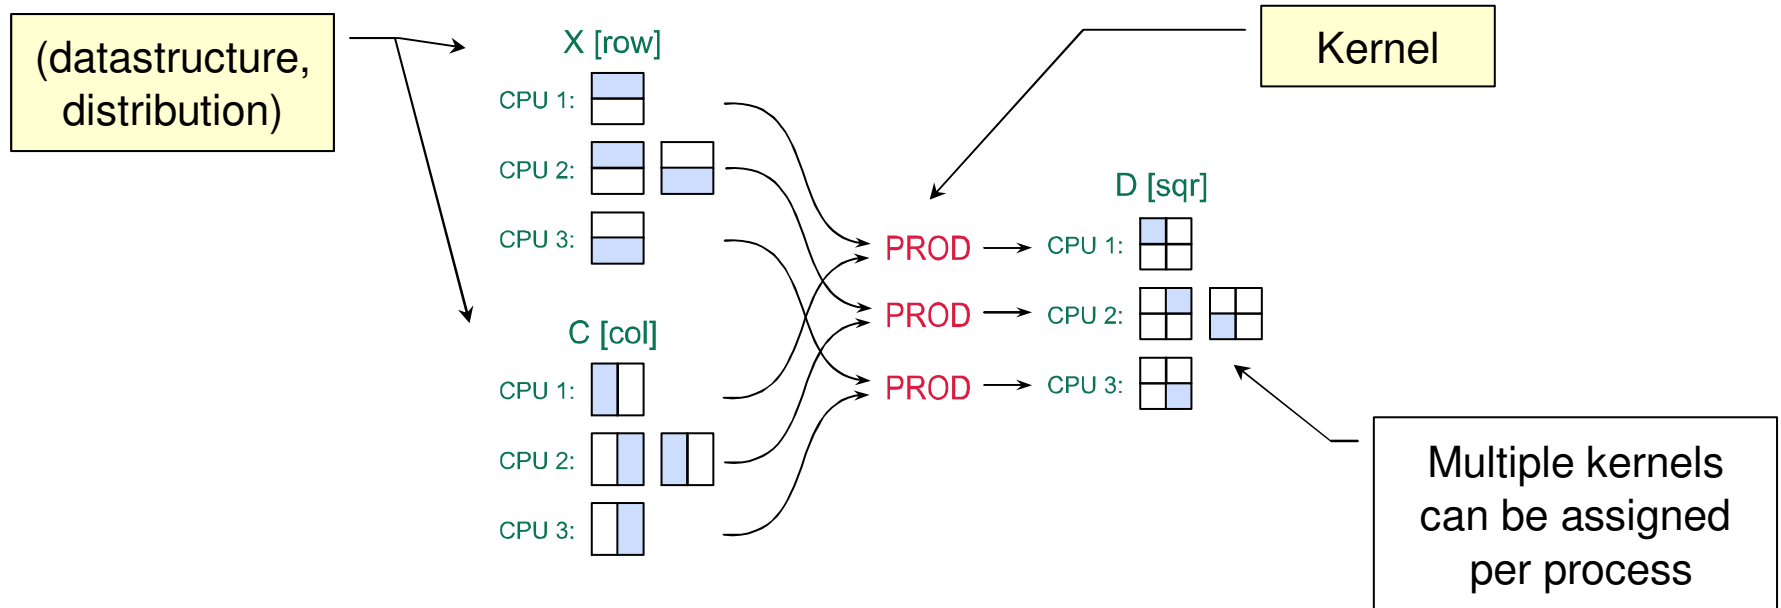 (datastructure,
distribution)
X [row]
CPU 1:
CPU 2:
CPU 3:
C [col]
CPU 1:
CPU 2:
CPU 3:
Kernel
PROD
PROD
PROD
D [sqr]
CPU 1:
CPU 2:
CPU 3:
Multiple kernels
can be assigned
per process